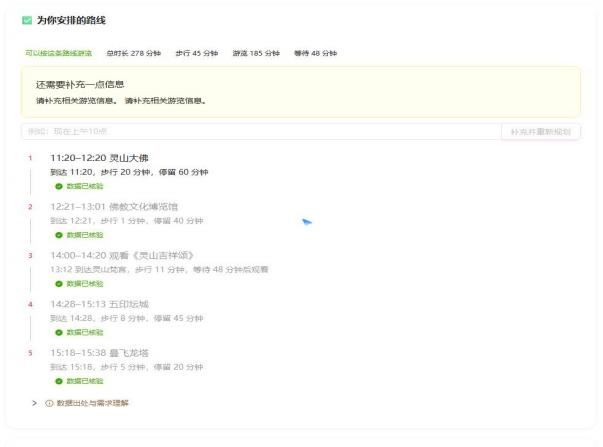 为你安排的路线
可以按这条路线游览 总时长 278 分钟 步行 45 分钟 游览 185 分钟 等待 48 分钟
还需要补充一点信息
请补充相关游览信息。 请补充相关游览信息。
例如：现在上午10点 补充并重新规划
1 11:20–12:20 灵山大佛
到达 11:20，步行 20 分钟，停留 60 分钟
数据已核验
2 12:21–13:01 佛教文化博览馆
到达 12:21，步行 1 分钟，停留 40 分钟
数据已核验
3 14:00–14:20 观看《灵山吉祥颂》
13:12 到达灵山梵宫，步行 11 分钟，等待 48 分钟后观看
数据已核验
4 14:28–15:13 五印坛城
到达 14:28，步行 8 分钟，停留 45 分钟
数据已核验
5 15:18–15:38 曼飞龙塔
到达 15:18，步行 5 分钟，停留 20 分钟
数据已核验
数据出处与需求理解